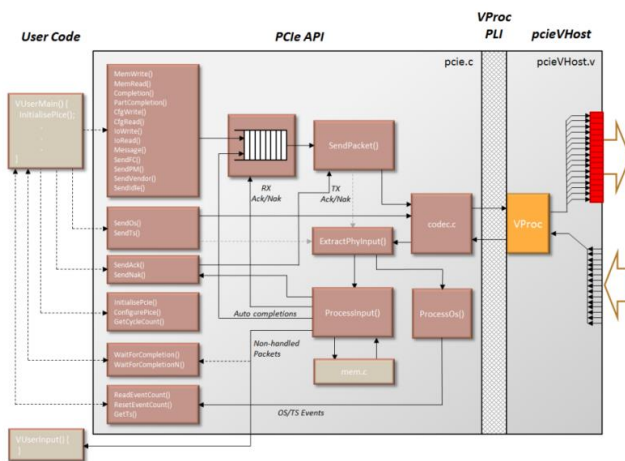 User Code
PCIe API
VProc
PLI
pcieVHost
pcie.c
pcieVHost.v
VUserMain() {
InitialisePcie();
.
.
}
MemWrite()
MemRead()
Completion()
PartCompletion()
CfgWrite()
CfgRead()
IoWrite()
IoRead()
Message()
SendFC()
SendPM()
SendVendor()
SendIdle()
SendPacket()
RX
Ack/Nak
TX
Ack/Nak
SendOs()
SendTs()
codec.c
VProc
ExtractPhyInput()
SendAck()
SendNak()
InitialisePcie()
ConfigurePcie()
GetCycleCount()
Auto completions
ProcessInput()
ProcessOs()
Non-handled
Packets
WaitForCompletion()
WaitForCompletionN()
mem.c
ReadEventCount()
ResetEventCount()
GetTs()
OS/TS Events
VUserInput() {
}